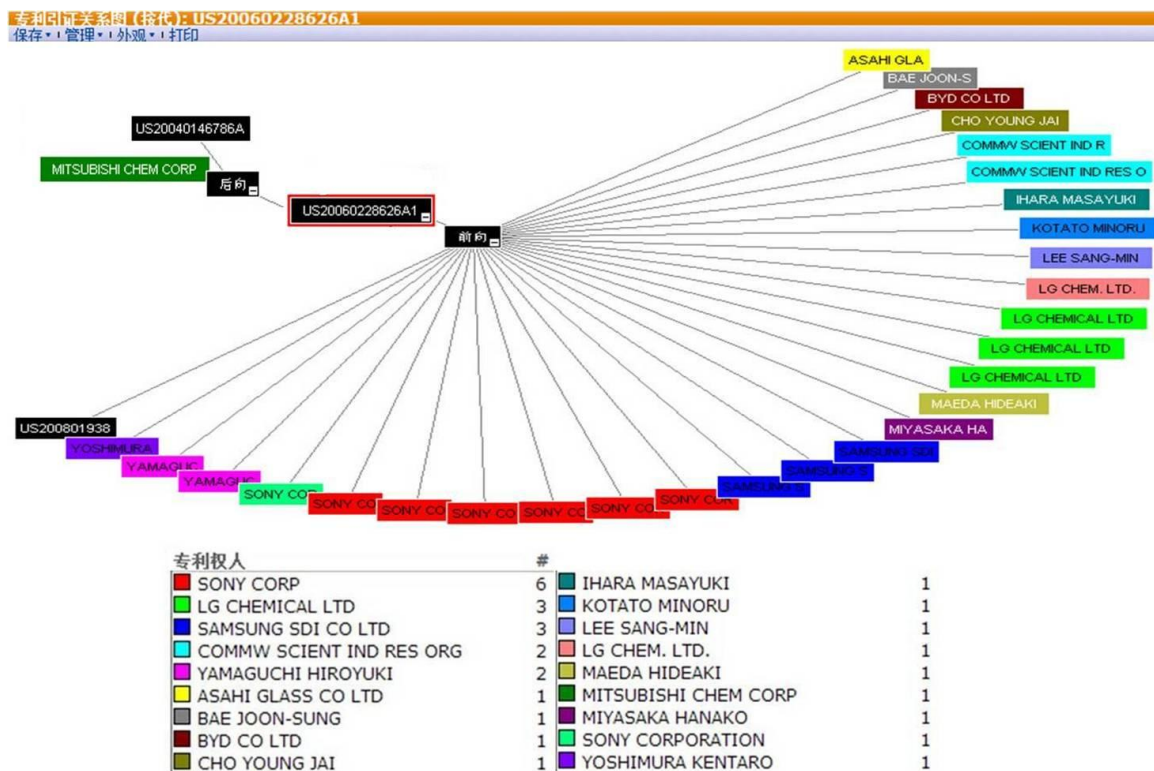 专利引证关系图 (按代): US20060228626A1
保存 管理 外观 打印
ASAHI GLA
BAE JOON-S
BYD CO LTD
US20040146786A
CHO YOUNG JAI
COMMW SCIENT IND R
MITSUBISHI CHEM CORP
后向
COMMW SCIENT IND RES O
IHARA MASAYUKI
US20060228626A1
前向
KOTATO MINORU
LEE SANG-MIN
LG CHEM. LTD.
LG CHEMICAL LTD
LG CHEMICAL LTD
LG CHEMICAL LTD
MAEDA HIDEAKI
MIYASAKA HA
US200801938
YOSHIMURA
YAMAGUC
YAMAGUC
SONY COR
SONY CO
SONY CO
SONY CO
SONY CO
SONY CO
SONY COR
SAMSUNG S
SAMSUNG S
SAMSUNG SDI
专利权人 #
SONY CORP 6 IHARA MASAYUKI 1
LG CHEMICAL LTD 3 KOTATO MINORU 1
SAMSUNG SDI CO LTD 3 LEE SANG-MIN 1
COMMW SCIENT IND RES ORG 2 LG CHEM. LTD. 1
YAMAGUCHI HIROYUKI 2 MAEDA HIDEAKI 1
ASAHI GLASS CO LTD 1 MITSUBISHI CHEM CORP 1
BAE JOON-SUNG 1 MIYASAKA HANAKO 1
BYD CO LTD 1 SONY CORPORATION 1
CHO YOUNG JAI 1 YOSHIMURA KENTARO 1